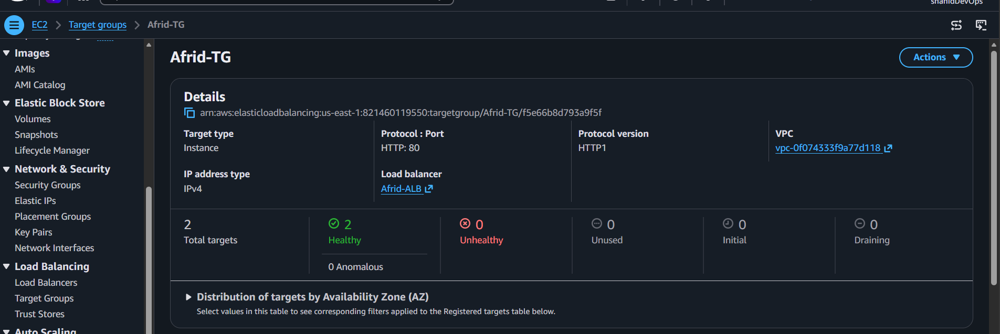 shahidDevOps
EC2 > Target groups > Afrid-TG
Images
AMIs
AMI Catalog
Elastic Block Store
Volumes
Snapshots
Lifecycle Manager
Network & Security
Security Groups
Elastic IPs
Placement Groups
Key Pairs
Network Interfaces
Load Balancing
Load Balancers
Target Groups
Trust Stores
Auto Scaling
Afrid-TG
Actions
Details
arn:aws:elasticloadbalancing:us-east-1:821460119550:targetgroup/Afrid-TG/f5e66b8d793a9f5f
Target type
Instance
Protocol : Port
HTTP: 80
Protocol version
HTTP1
VPC
vpc-0f074333f9a77d118
IP address type
IPv4
Load balancer
Afrid-ALB
2
Total targets
2
Healthy
0 Anomalous
0
Unhealthy
0
Unused
0
Initial
0
Draining
Distribution of targets by Availability Zone (AZ)
Select values in this table to see corresponding filters applied to the Registered targets table below.